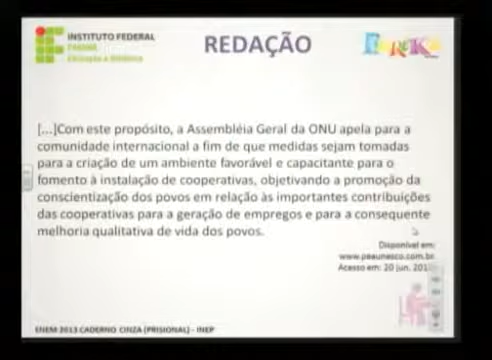 INSTITUTO FEDERAL
PARANÁ
REDAÇÃO
EUREKA
[...]Com este propósito, a Assembléia Geral da ONU apela para a
comunidade internacional a fim de que medidas sejam tomadas
para a criação de um ambiente favorável e capacitante para o
fomento à instalação de cooperativas, objetivando a promoção da
conscientização dos povos em relação às importantes contribuições
das cooperativas para a geração de empregos e para a consequente
melhoria qualitativa de vida dos povos.
Disponível em:
www.peaunesco.com.br.
Acesso em: 20 jun.
ENEM 2013 CADERNO CINZA (PRISIONAL) - INEP